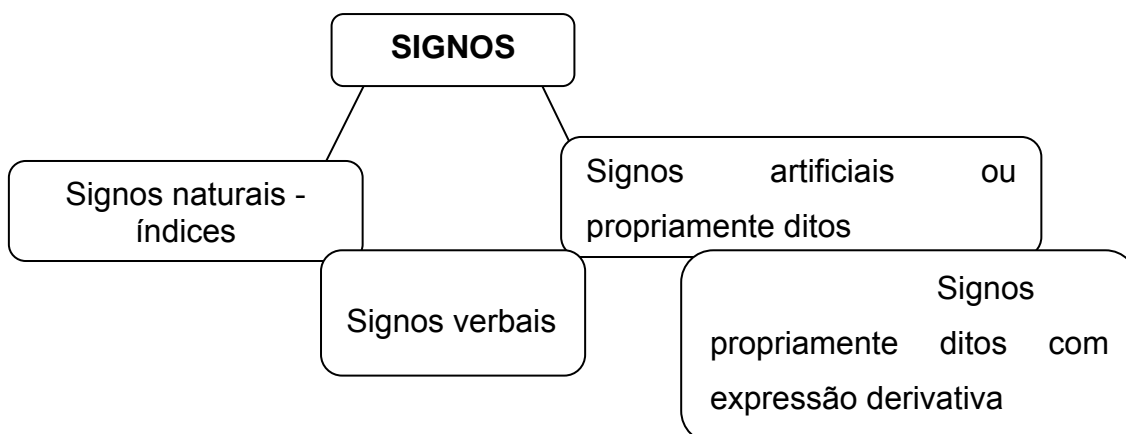 SIGNOS
Signos naturais -
índices
Signos artificiais ou
propriamente ditos
Signos verbais
Signos
propriamente ditos com
expressão derivativa